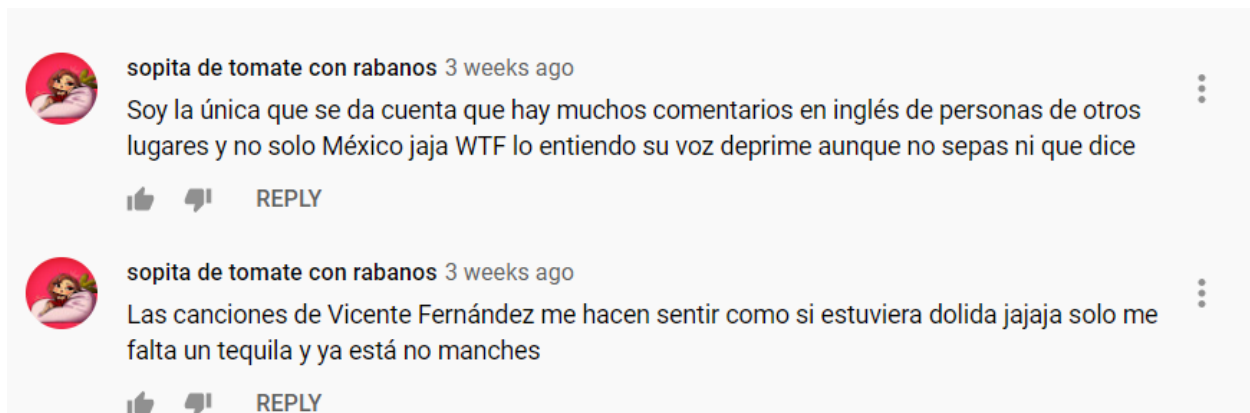 sopita de tomate con rabanos 3 weeks ago
Soy la única que se da cuenta que hay muchos comentarios en inglés de personas de otros
lugares y no solo México jaja WTF lo entiendo su voz deprime aunque no sepas ni que dice
REPLY
sopita de tomate con rabanos 3 weeks ago
Las canciones de Vicente Fernández me hacen sentir como si estuviera dolida jajaja solo me
falta un tequila y ya está no manches
REPLY